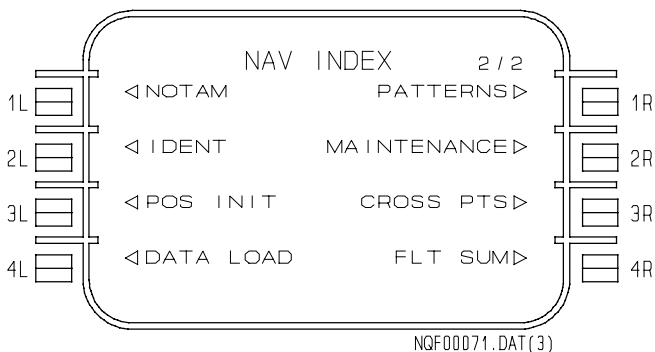 NAV INDEX 2/2
1L ◁NOTAM PATTERNS▷ 1R
2L ◁IDENT MAINTENANCE▷ 2R
3L ◁POS INIT CROSS PTS▷ 3R
4L ◁DATA LOAD FLT SUM▷ 4R
NQF00071.DAT(3)